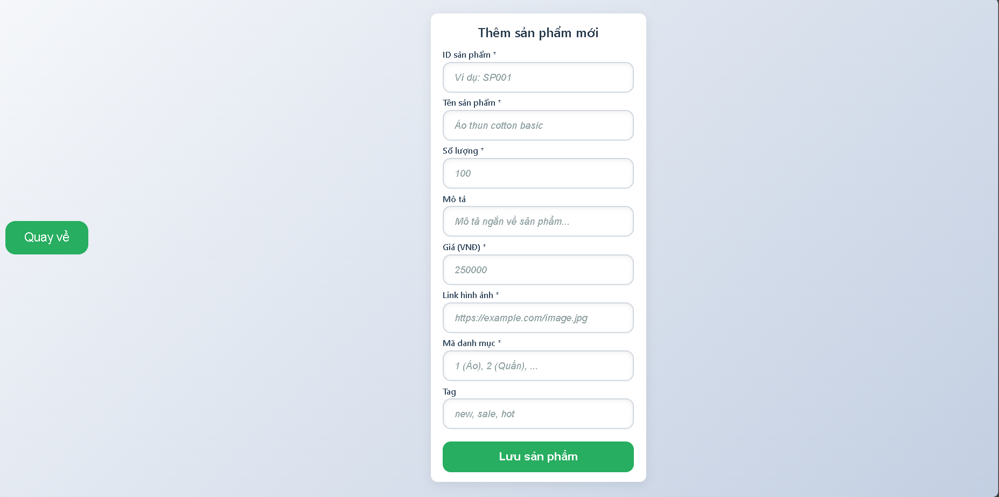 Thêm sản phẩm mới
ID sản phẩm *
Ví dụ: SP001
Tên sản phẩm *
Áo thun cotton basic
Số lượng *
100
Mô tả
Mô tả ngắn về sản phẩm...
Quay về
Giá (VNĐ) *
250000
Link hình ảnh *
https://example.com/image.jpg
Mã danh mục *
1 (Áo), 2 (Quần), ...
Tag
new, sale, hot
Lưu sản phẩm